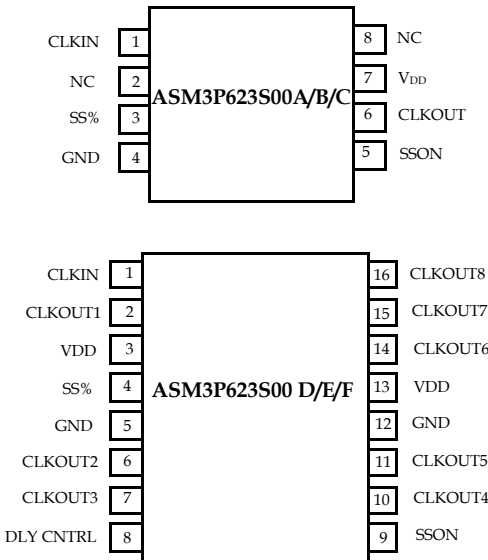 CLKIN 1 8 NC
NC 2 7 VDD
ASM3P623S00A/B/C
SS% 3 6 CLKOUT
GND 4 5 SSON
CLKIN 1 16 CLKOUT8
CLKOUT1 2 15 CLKOUT7
VDD 3 14 CLKOUT6
SS% 4 ASM3P623S00 D/E/F 13 VDD
GND 5 12 GND
CLKOUT2 6 11 CLKOUT5
CLKOUT3 7 10 CLKOUT4
DLY CNTRL 8 9 SSON